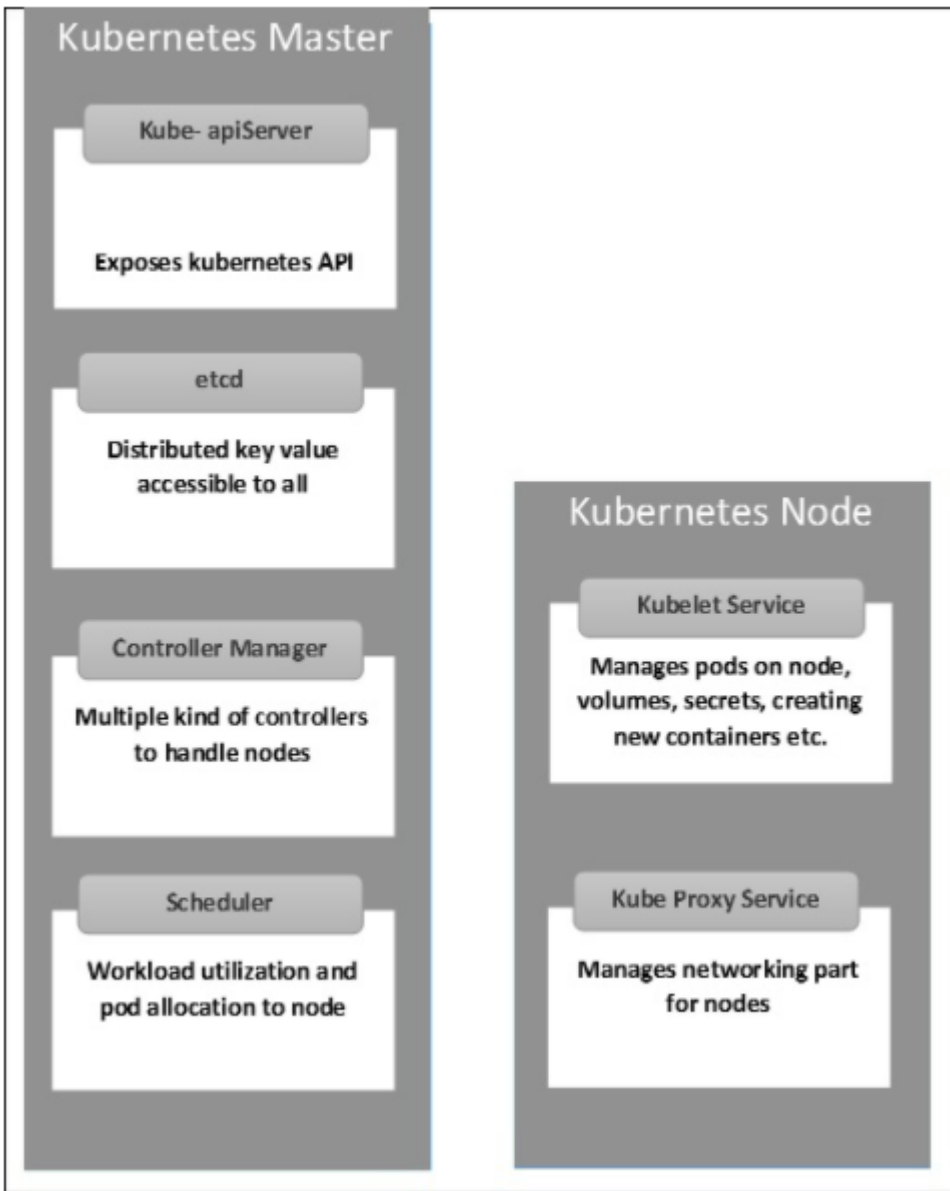 Kubernetes Master
Kube- apiServer
Exposes kubernetes API
etcd
Distributed key value
accessible to all
Controller Manager
Multiple kind of controllers
to handle nodes
Scheduler
Workload utilization and
pod allocation to node
Kubernetes Node
Kubelet Service
Manages pods on node,
volumes, secrets, creating
new containers etc.
Kube Proxy Service
Manages networking part
for nodes